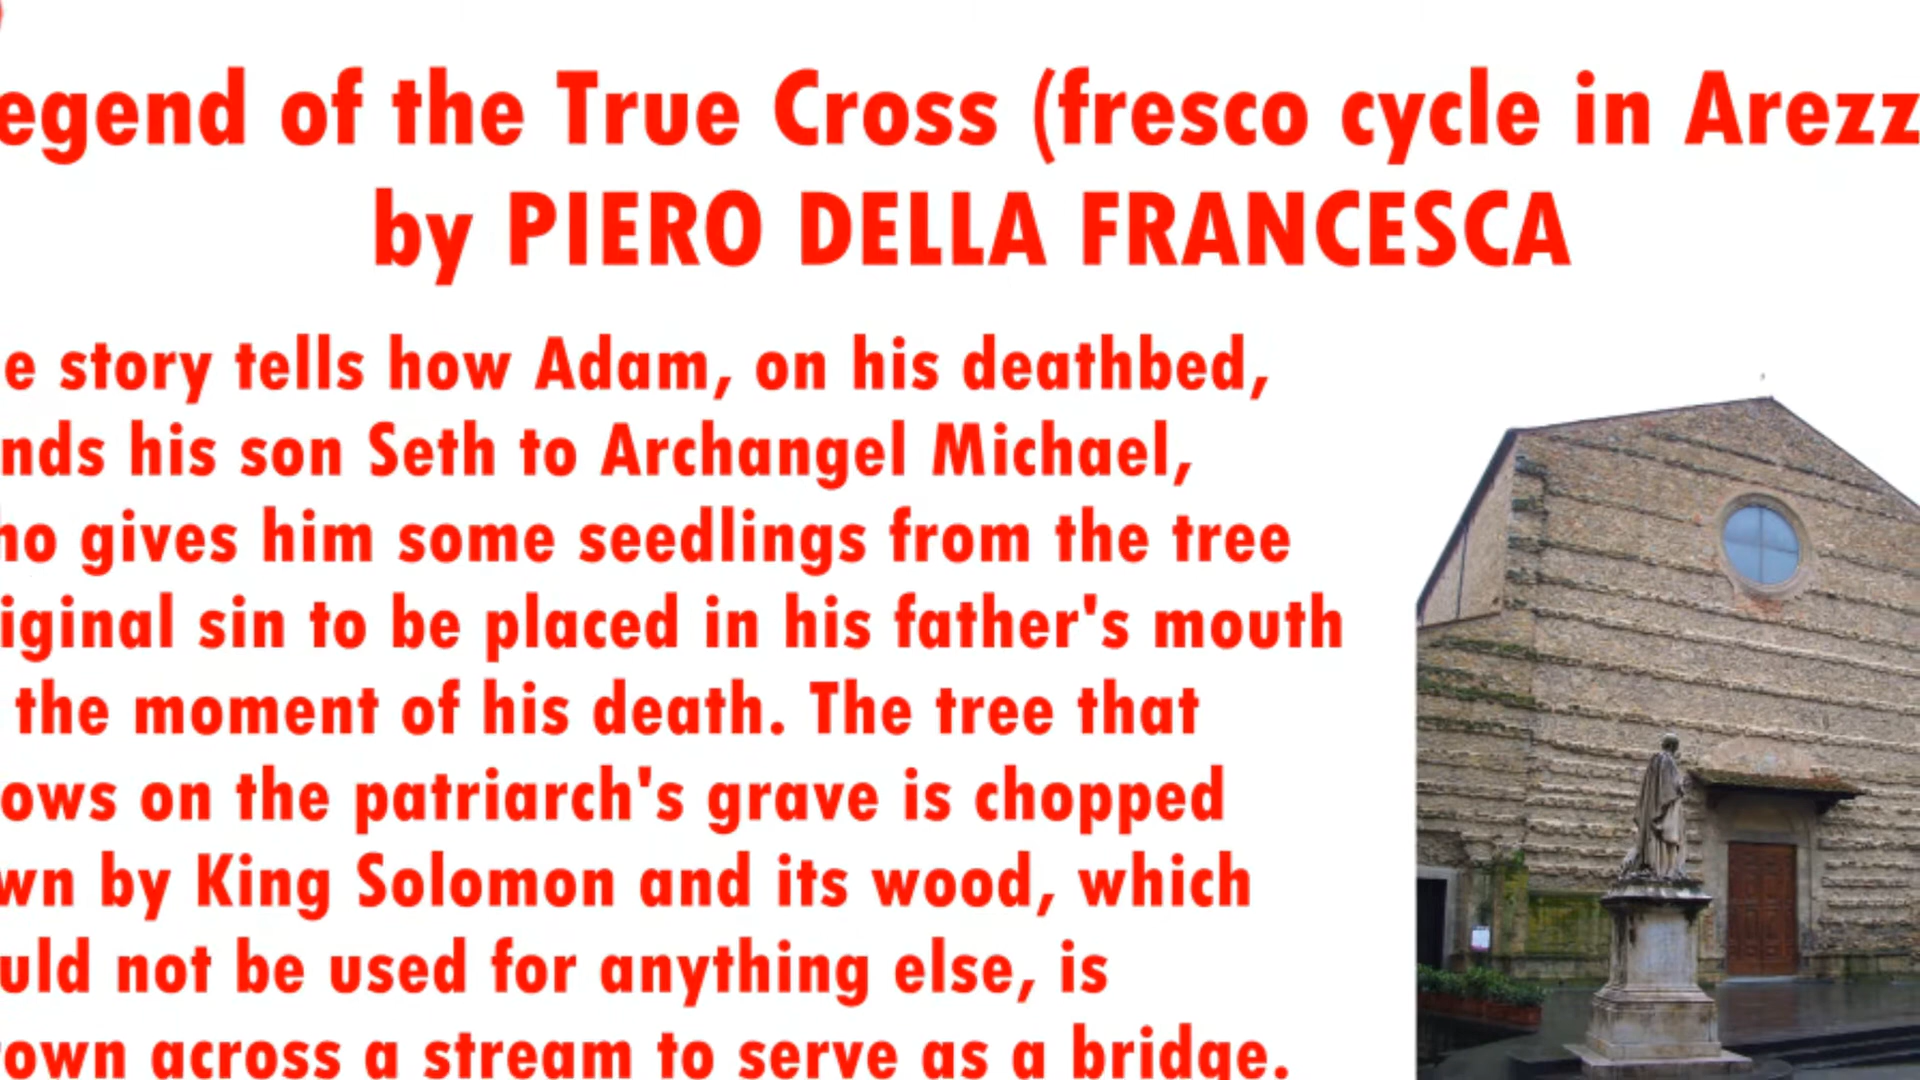 egend of the True Cross (fresco cycle in Arezz
by PIERO DELLA FRANCESCA
e story tells how Adam, on his deathbed,
nds his son Seth to Archangel Michael,
ho gives him some seedlings from the tree
iginal sin to be placed in his father's mouth
the moment of his death. The tree that
ows on the patriarch's grave is chopped
wn by King Solomon and its wood, which
uld not be used for anything else, is
rown across a stream to serve as a bridge.